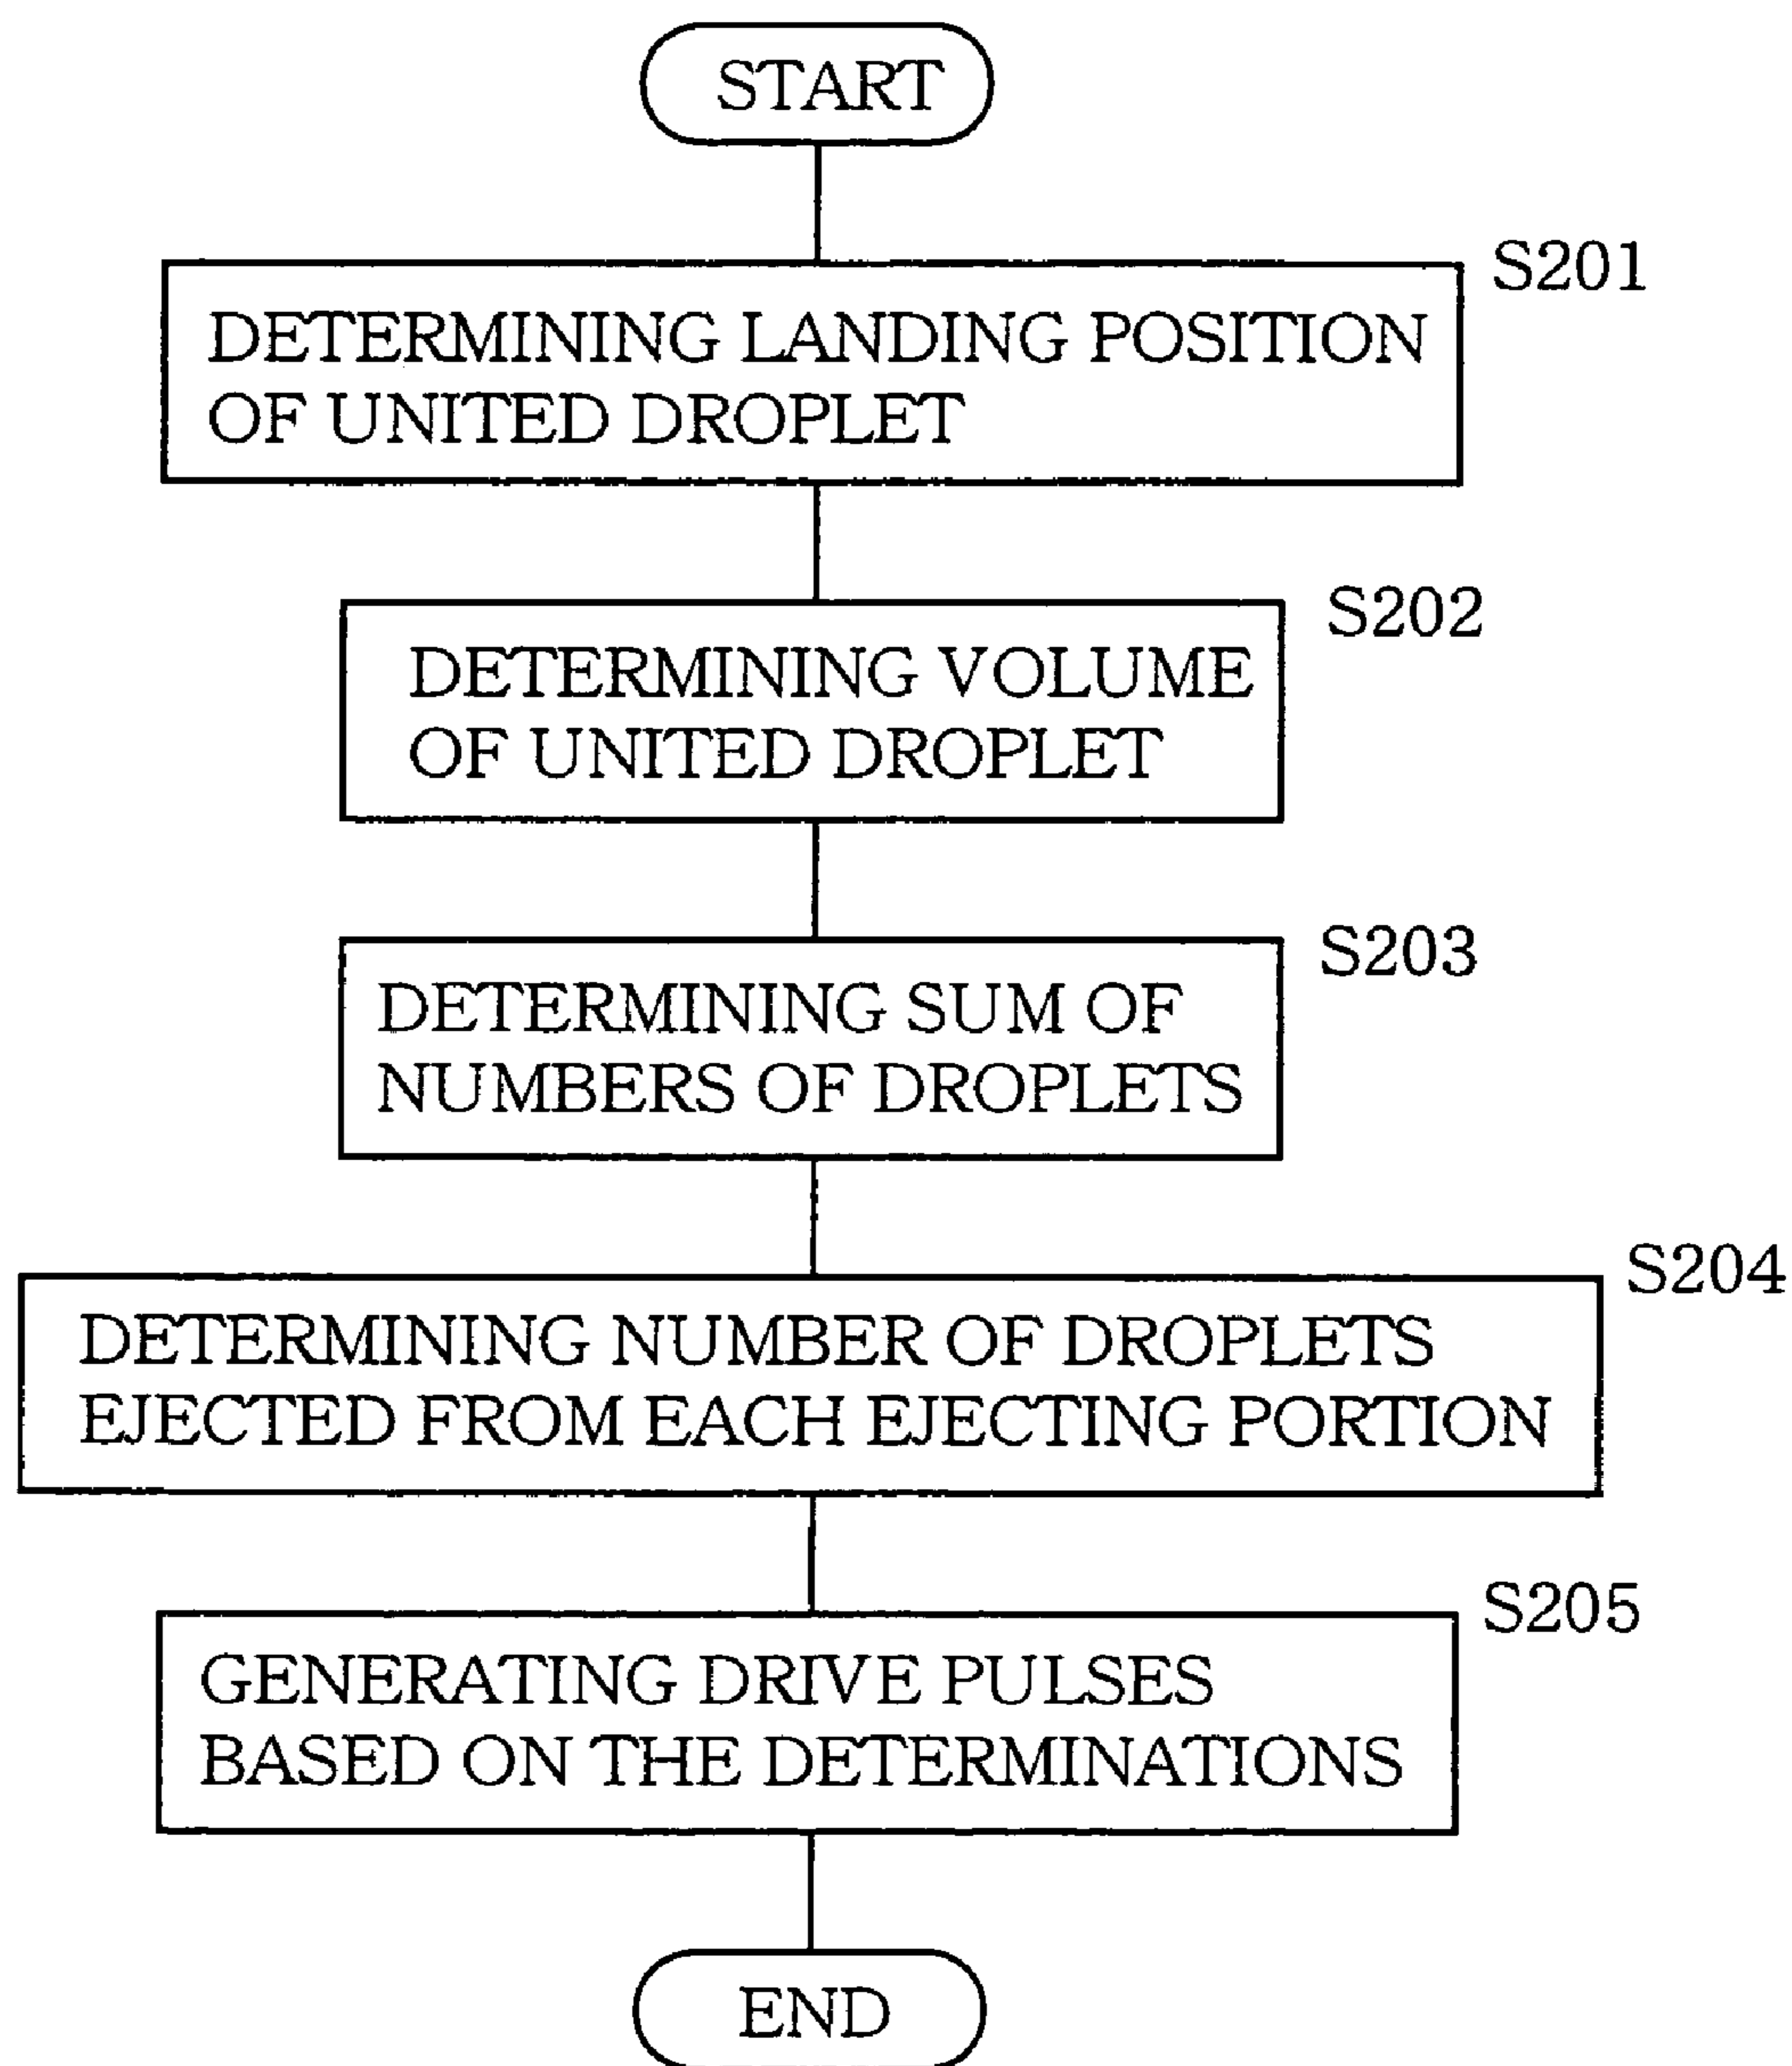 START
S201
DETERMINING LANDING POSITION
OF UNITED DROPLET
S202
DETERMINING VOLUME
OF UNITED DROPLET
S203
DETERMINING SUM OF
NUMBERS OF DROPLETS
S204
DETERMINING NUMBER OF DROPLETS
EJECTED FROM EACH EJECTING PORTION
S205
GENERATING DRIVE PULSES
BASED ON THE DETERMINATIONS
END